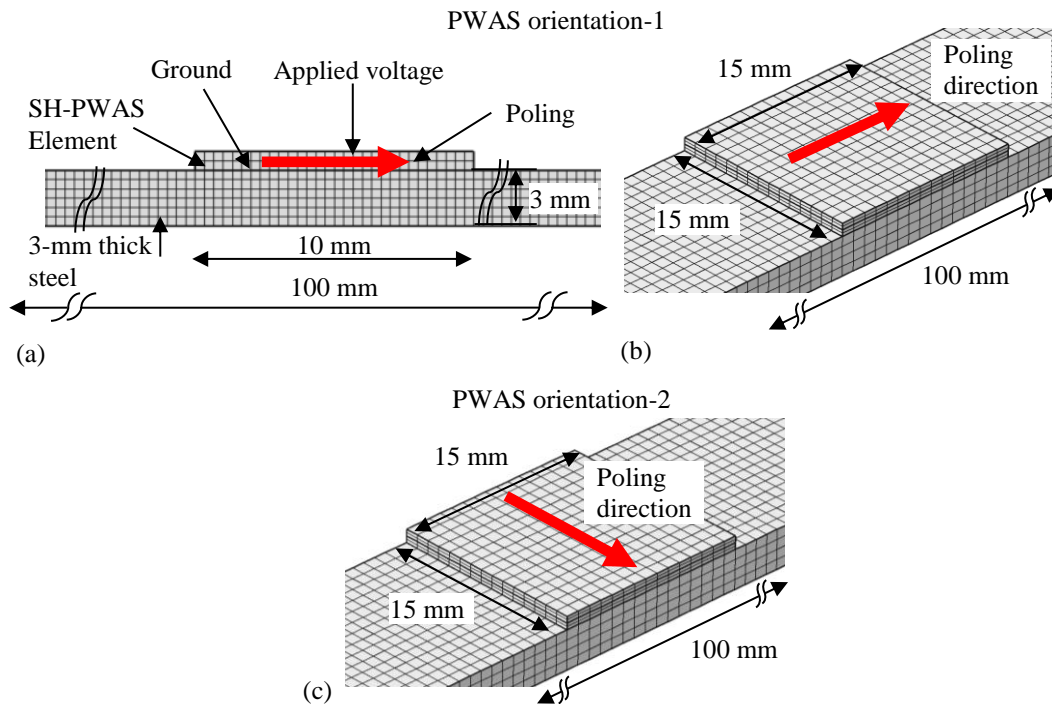 PWAS orientation-1
Ground
Applied voltage
SH-PWAS
Element
Poling
3 mm
3-mm thick
steel
10 mm
100 mm
(a)
15 mm
Poling
direction
15 mm
100 mm
(b)
PWAS orientation-2
15 mm
Poling
direction
15 mm
100 mm
(c)